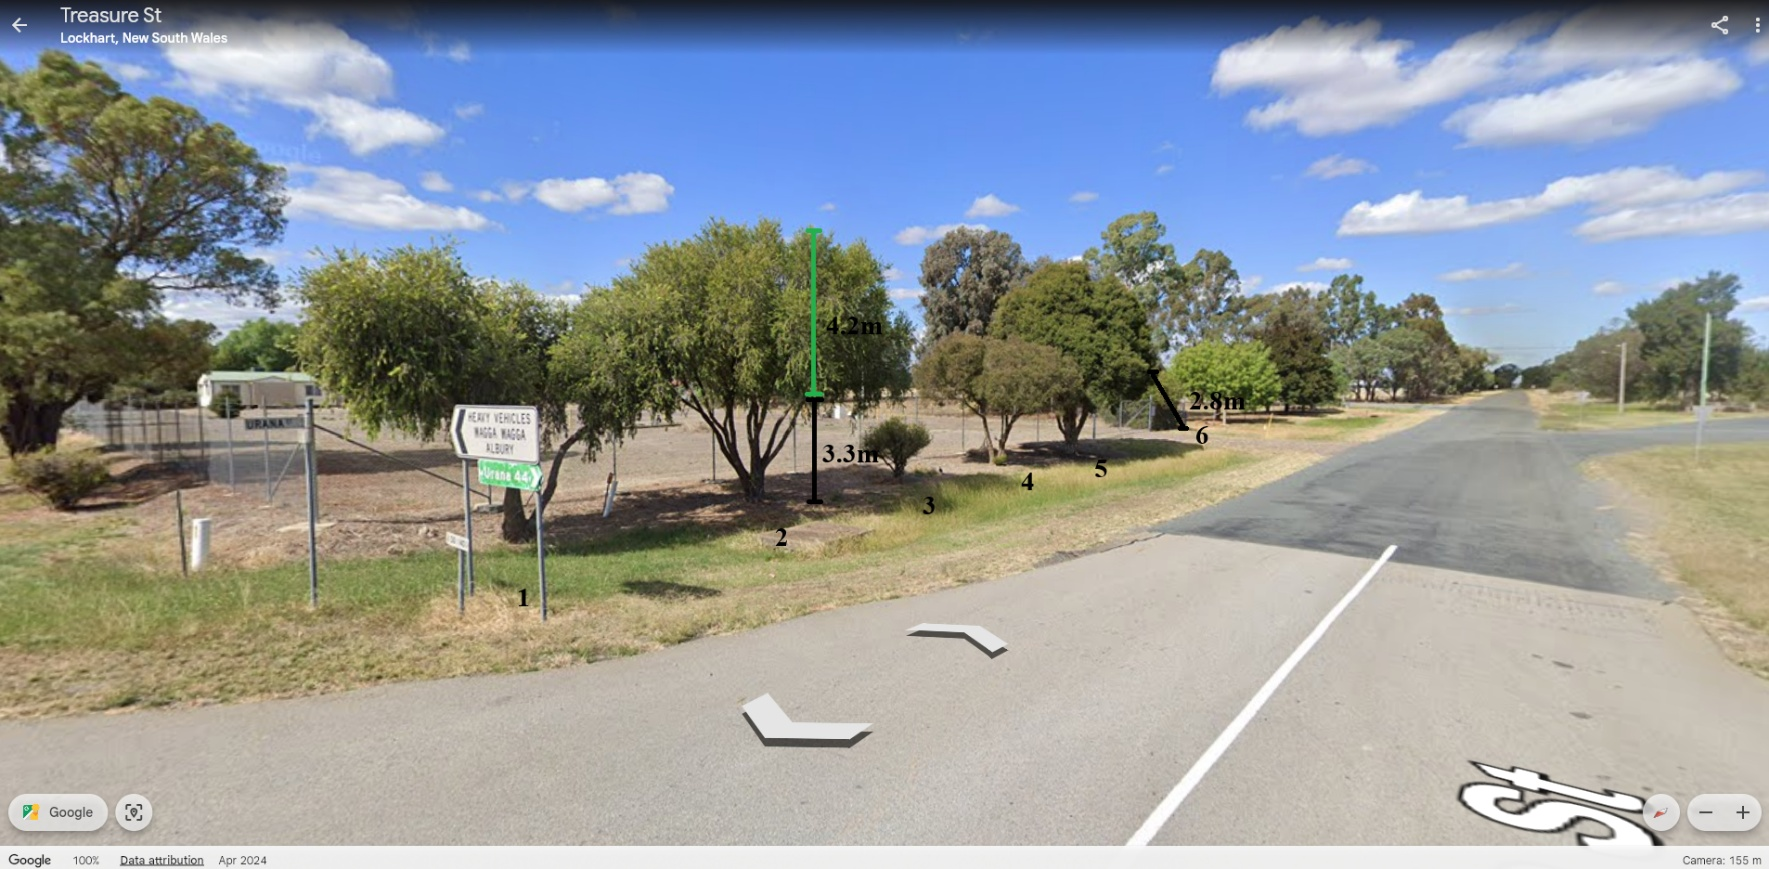 Treasure St
Lockhart, New South Wales
4.2m
2.8m
HEAVY VEHICLES
WAGGA WAGGA
ALBURY
URANA
6
3.3m
5
Urana 44
4
3
2
1
St
Google
Google 100% Data attribution Apr 2024 Camera: 155 m